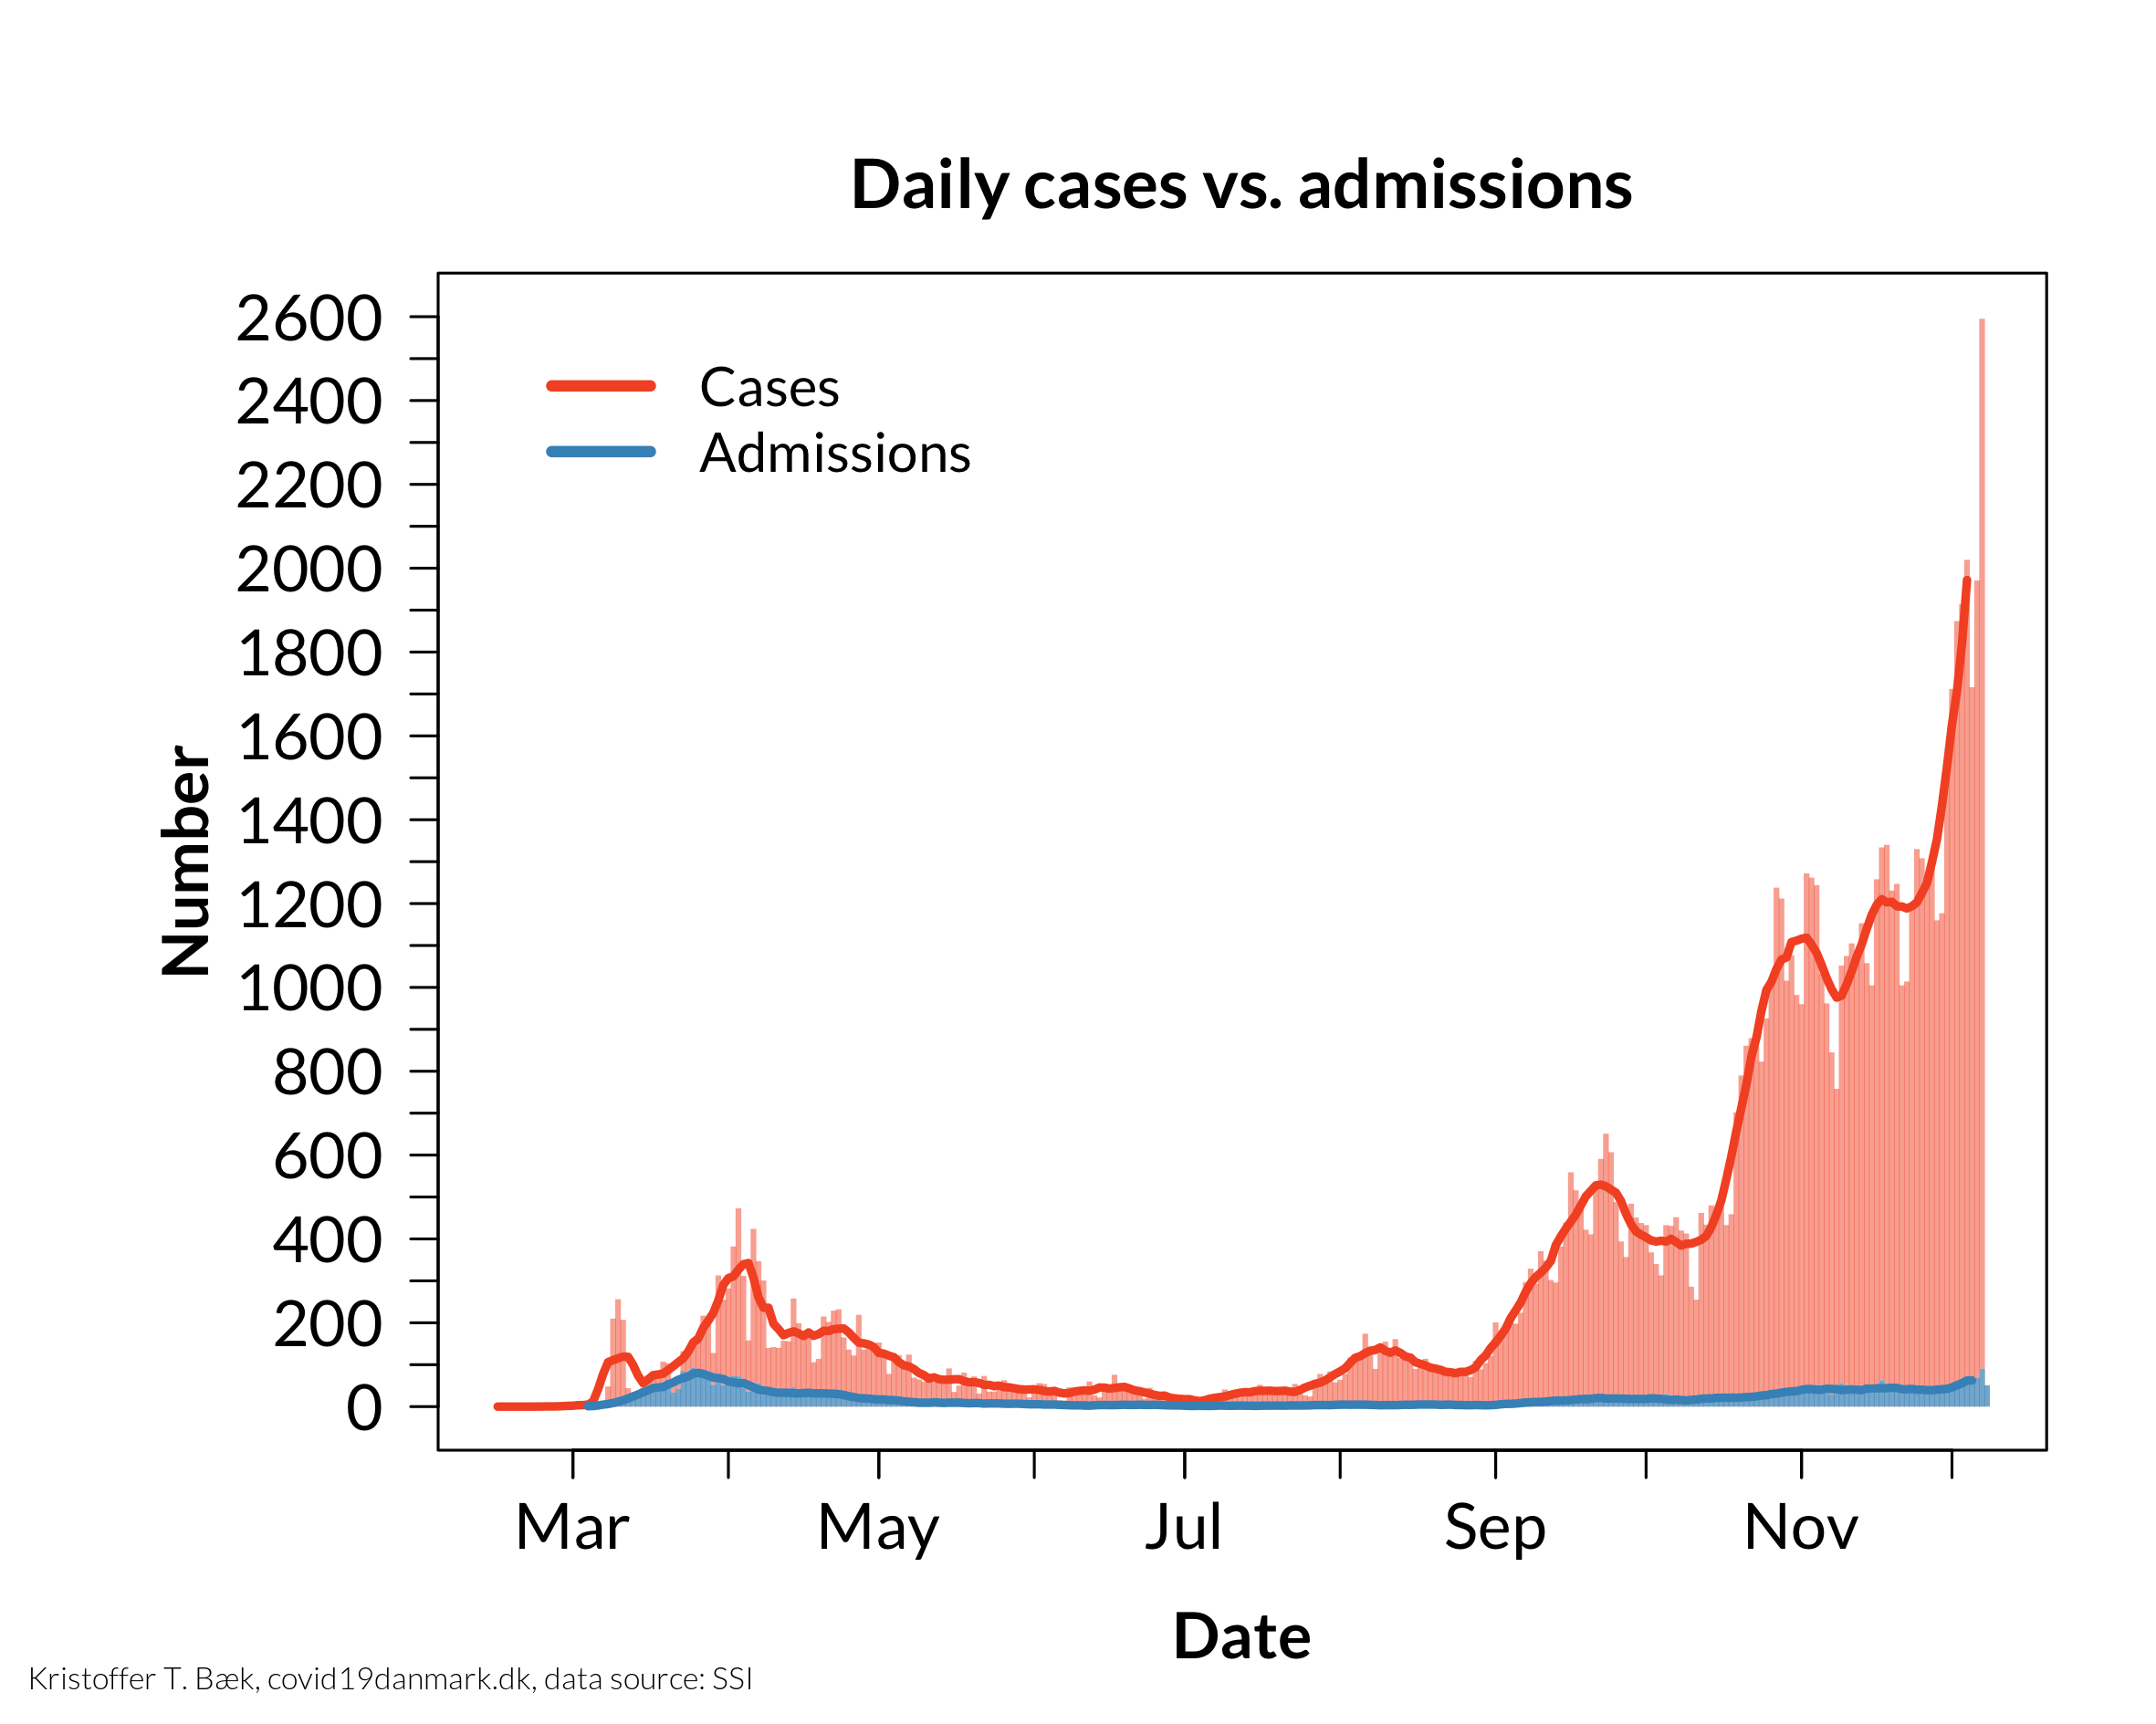 Daily cases vs. admissions
Cases
Admissions
2600
2400
2200
2000
1800
1600
1400
1200
1000
800
600
400
200
0
Number
Mar May Jul Sep Nov
Date
Kristoffer T. Bæk, covid19danmark.dk, data source: SSI